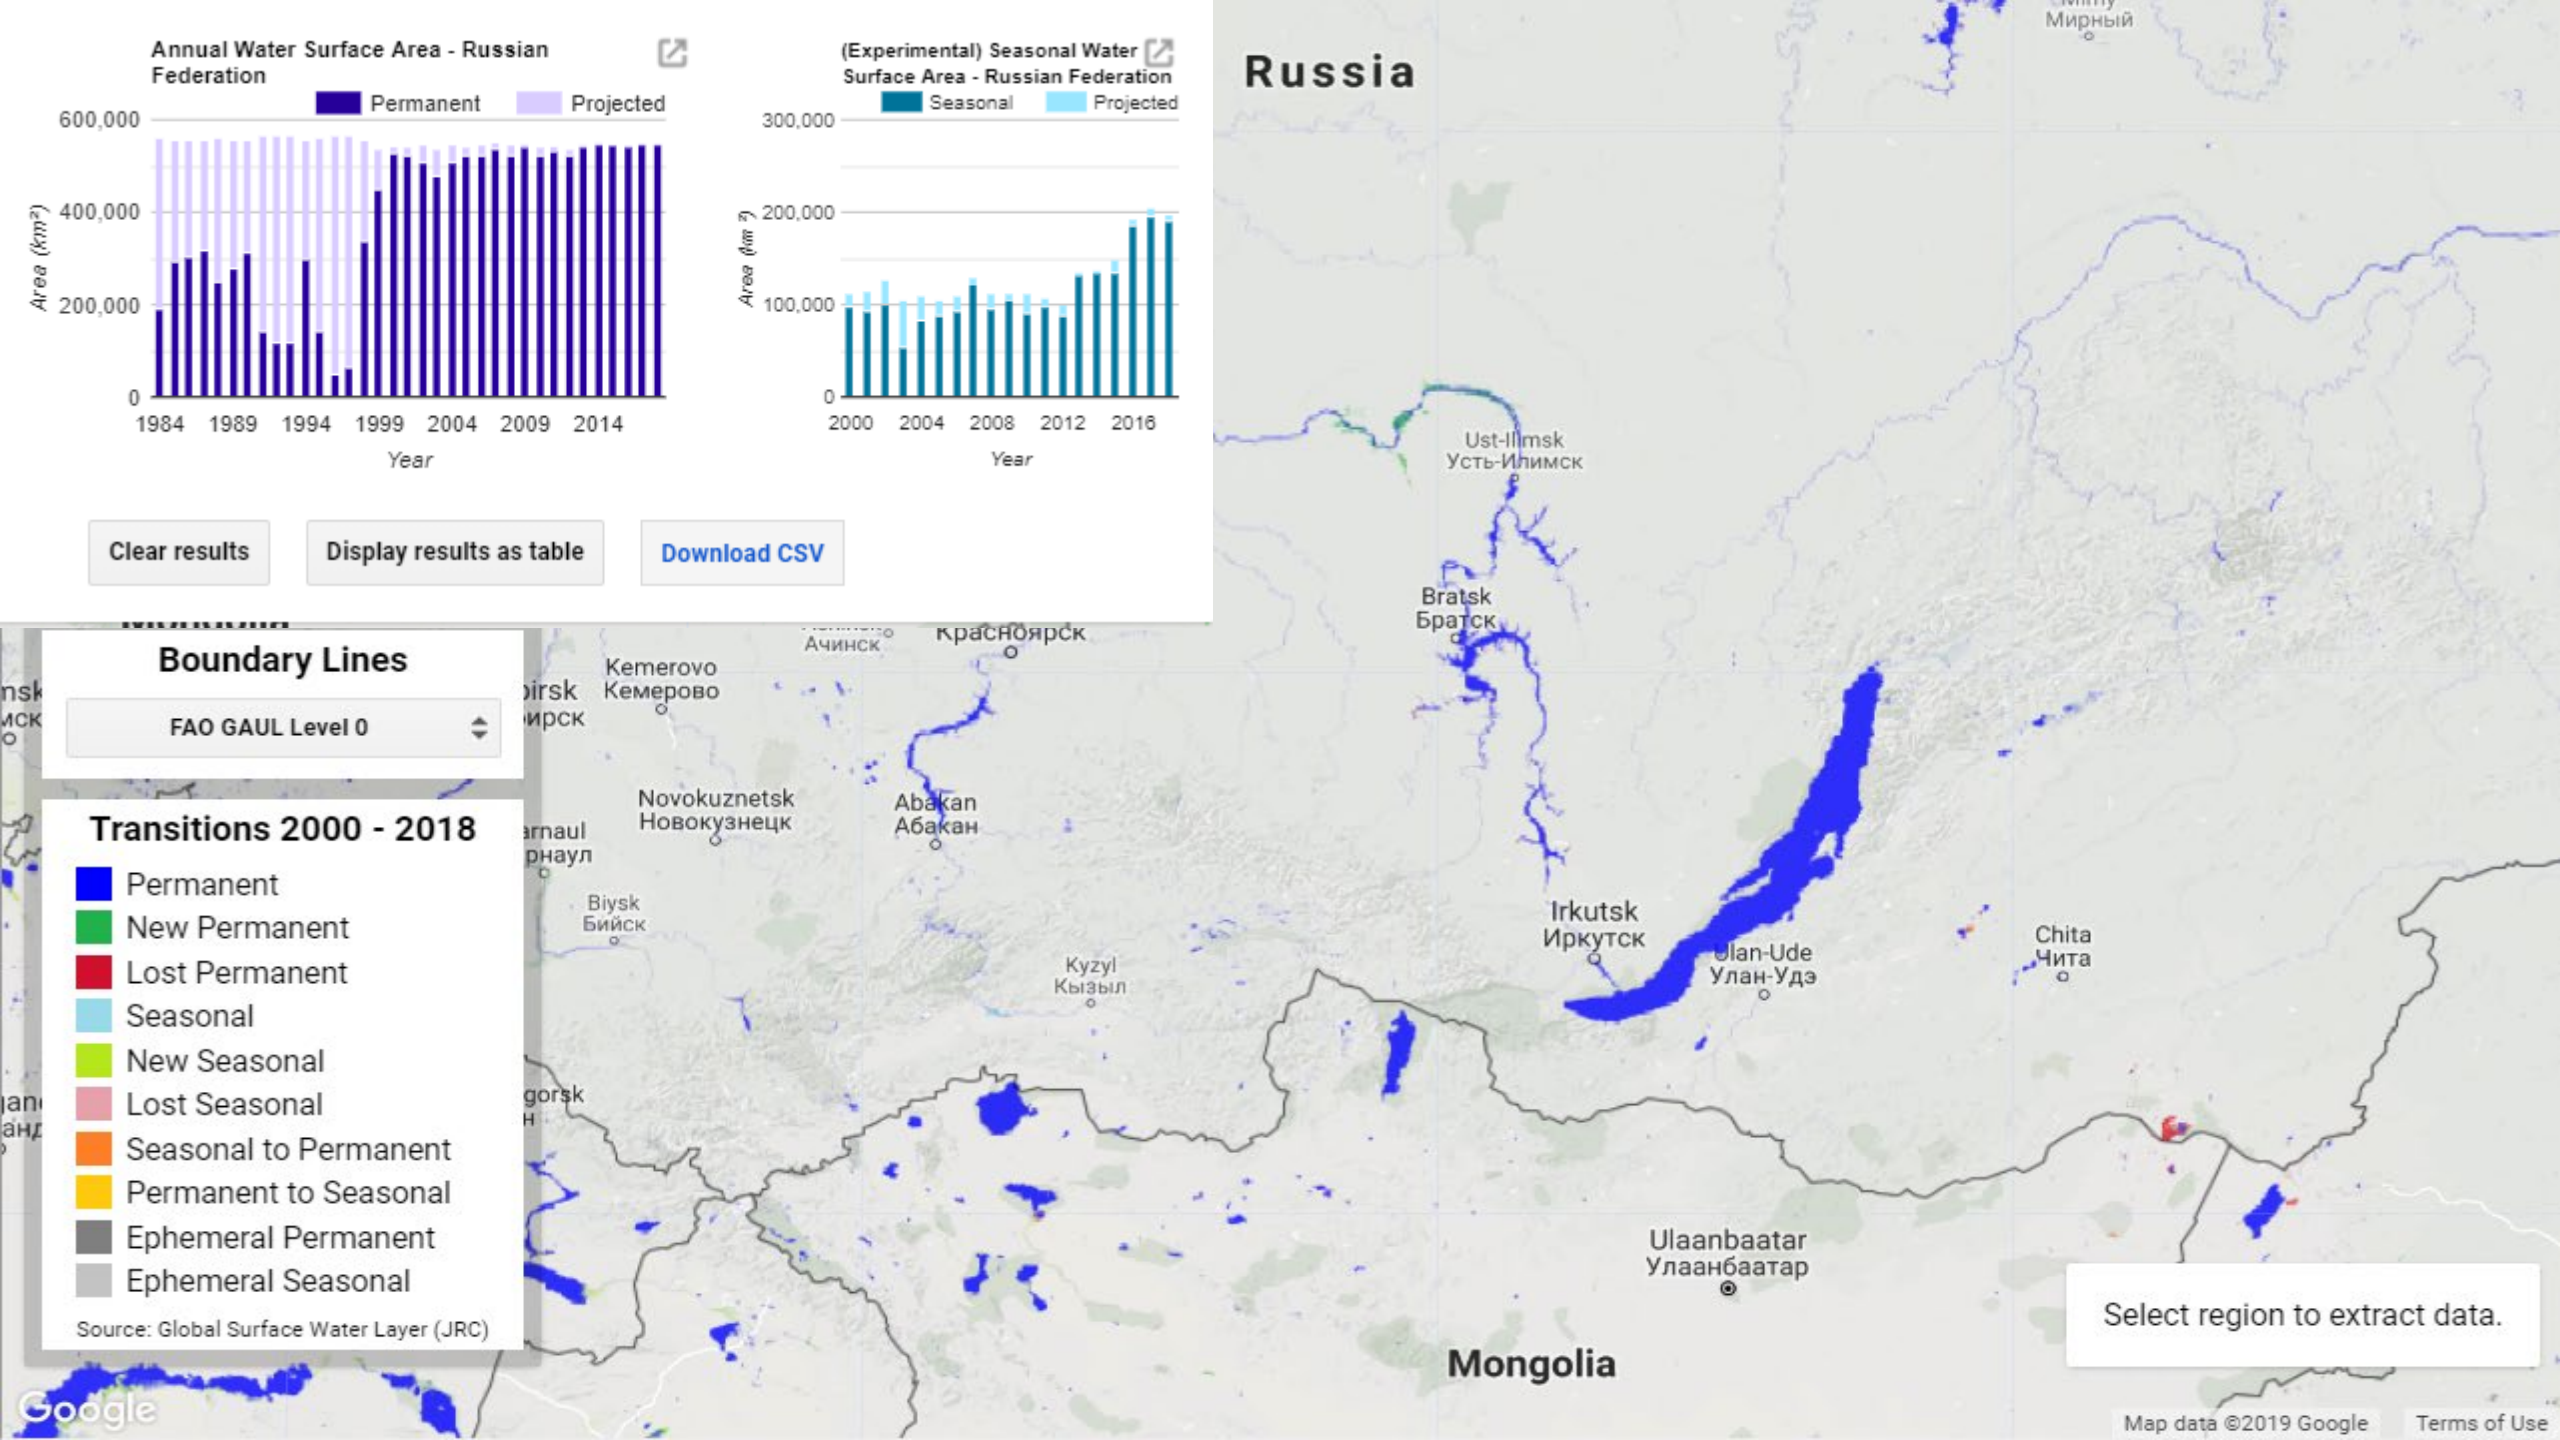 Annual Water Surface Area - Russian
Federation
Permanent
Projected
600,000
400,000
200,000
0
Area (km²)
1984 1989 1994 1999 2004 2009 2014
Year
(Experimental) Seasonal Water
Surface Area - Russian Federation
Seasonal
Projected
300,000
200,000
100,000
0
Area (km ²)
2000 2004 2008 2012 2016
Year
Clear results
Display results as table
Download CSV
Russia
Мирный
Ust-Ilimsk
Усть-Илимск
Bratsk
Братск
Ачинск
Красноярск
Kemerovo
Кемерово
Novokuznetsk
Новокузнецк
Abakan
Абакан
Biysk
Бийск
Kyzyl
Кызыл
Irkutsk
Иркутск
Ulan-Ude
Улан-Удэ
Chita
Чита
Ulaanbaatar
Улаанбаатар
Mongolia
Boundary Lines
FAO GAUL Level 0
Transitions 2000 - 2018
Permanent
New Permanent
Lost Permanent
Seasonal
New Seasonal
Lost Seasonal
Seasonal to Permanent
Permanent to Seasonal
Ephemeral Permanent
Ephemeral Seasonal
Source: Global Surface Water Layer (JRC)
Select region to extract data.
Google
Map data ©2019 Google
Terms of Use